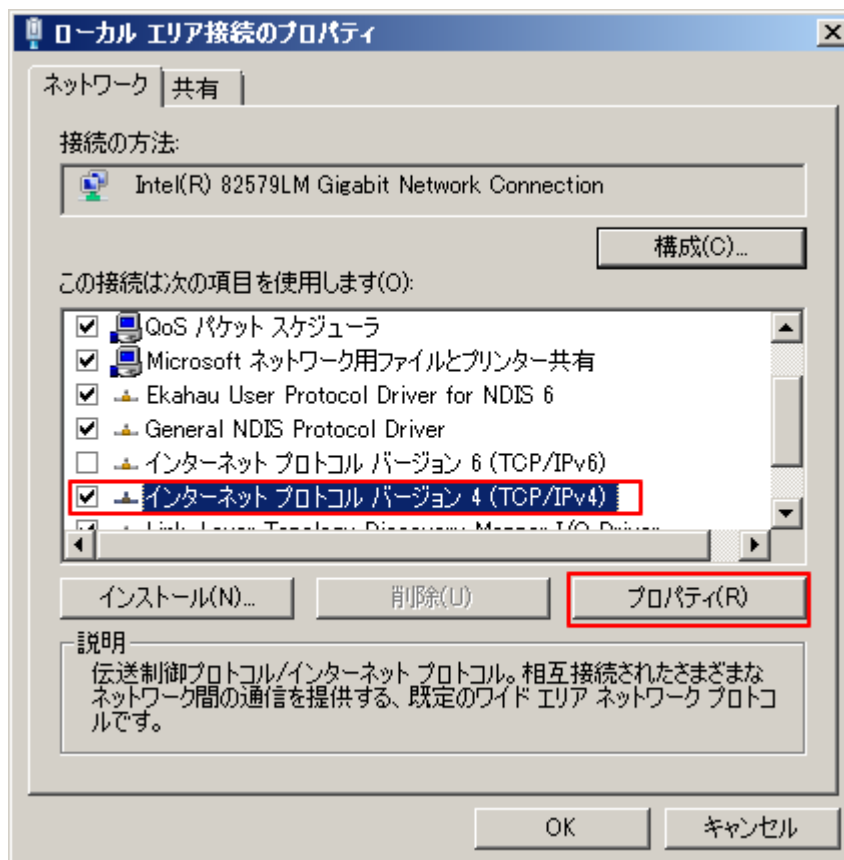 ローカル エリア接続のプロパティ
ネットワーク 共有
接続の方法:
Intel(R) 82579LM Gigabit Network Connection
構成(C)...
この接続は次の項目を使用します(O):
QoS パケット スケジューラ
Microsoft ネットワーク用ファイルとプリンター共有
Ekahau User Protocol Driver for NDIS 6
General NDIS Protocol Driver
インターネット プロトコル バージョン 6 (TCP/IPv6)
インターネット プロトコル バージョン 4 (TCP/IPv4)
Link-Layer Topology Discovery Mapper I/O Driver
インストール(N)... 削除(U) プロパティ(R)
説明
伝送制御プロトコル/インターネット プロトコル。相互接続されたさまざまな
ネットワーク間の通信を提供する、既定のワイド エリア ネットワーク プロトコ
ルです。
OK キャンセル